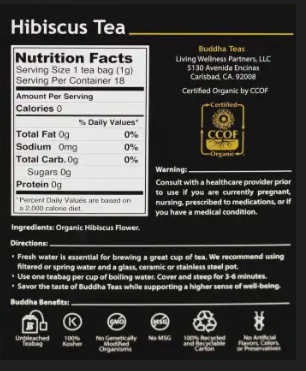 Hibiscus Tea
Nutrition Facts
Serving Size 1 tea bag (1g)
Serving Per Container 18
Amount Per Serving
Calories 0
% Daily Values*
Total Fat 0g 0%
Sodium 0mg 0%
Total Carb. 0g 0%
Sugars 0g
Protein 0g
*Percent Daily Values are based on
a 2,000 calorie diet.
Buddha Teas
Living Wellness Partners, LLC
5130 Avenida Encinas
Carlsbad, CA. 92008
Certified Organic by CCOF
Certified
CCOF
Organic
Warning:
Consult with a healthcare provider prior
to use if you are currently pregnant,
nursing, prescribed to medications, or if
you have a medical condition.
Ingredients: Organic Hibiscus Flower.
Directions:
• Fresh water is essential for brewing a great cup of tea. We recommend using
filtered or spring water and a glass, ceramic or stainless steel pot.
• Use one teabag per cup of boiling water. Cover and steep for 3-6 minutes.
• Savor the taste of Buddha Teas while supporting a higher sense of well-being.
Buddha Benefits:
K
GMO
MSG
Unbleached
Teabag
100%
Kosher
No Genetically
Modified
Organisms
No MSG
100% Recycled
and Recyclable
Carton
No Artificial
Flavors, Colors,
or Preservatives